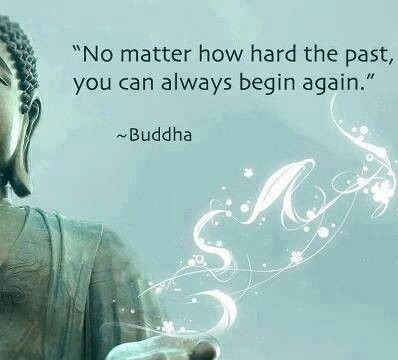 “No matter how hard the past,
you can always begin again.”
~Buddha